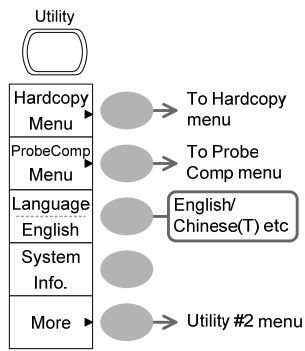 Utility
Hardcopy
Menu
To Hardcopy
menu
ProbeComp
Menu
To Probe
Comp menu
Language
English
English/
Chinese(T) etc
System
Info.
More
Utility #2 menu